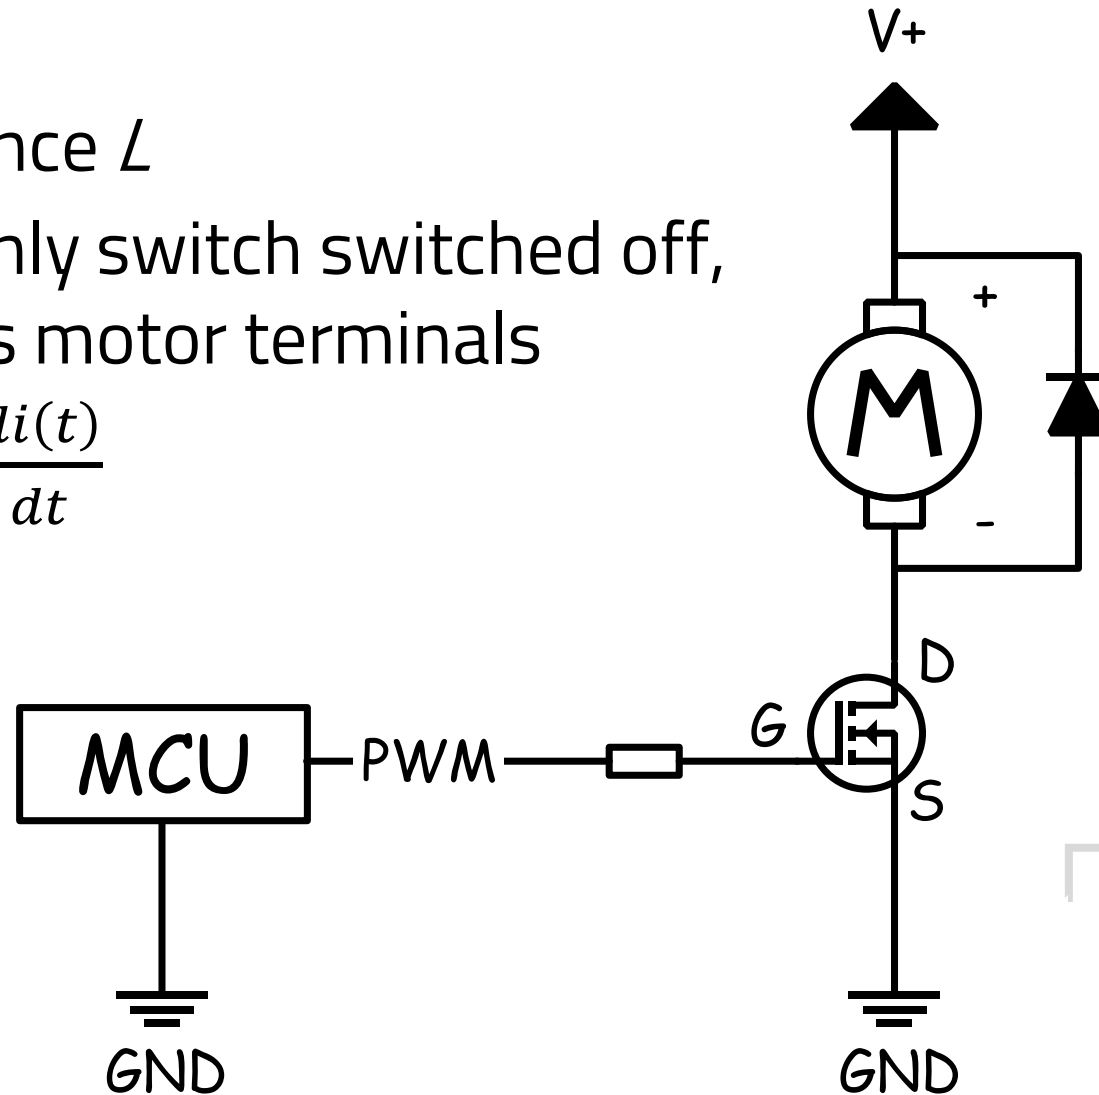 V+
nce L
nly switch switched off,
s motor terminals
di(t)
dt
+
M
-
D
G
MCU
PWM
S
GND
GND